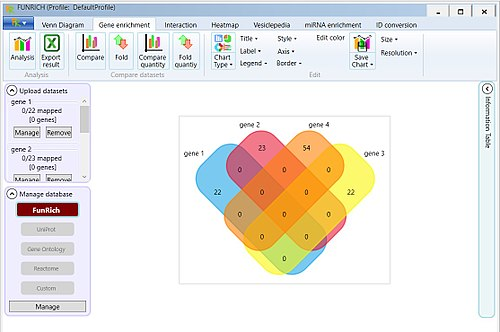 FUNRICH (Profile: DefaultProfile)
Venn Diagram Gene enrichment Interaction Heatmap Vesiclepedia miRNA enrichment ID conversion
Analysis Export result Compare Fold Compare quantity Fold quantiy Chart Type Title Label Legend Style Axis Border Edit color Save Chart Size Resolution
Analysis Compare datasets Edit
Upload datasets
gene 1
0/22 mapped
[0 genes]
Manage Remove
gene 2
0/23 mapped
[0 genes]
Manage Remove
Manage database
FunRich
UniProt
Gene Ontology
Reactome
Custom
Manage
gene 2 gene 4
gene 1 gene 3
23 54
0 0
22 0 22
0 0
0 0 0 0
0 0
0
Information Table